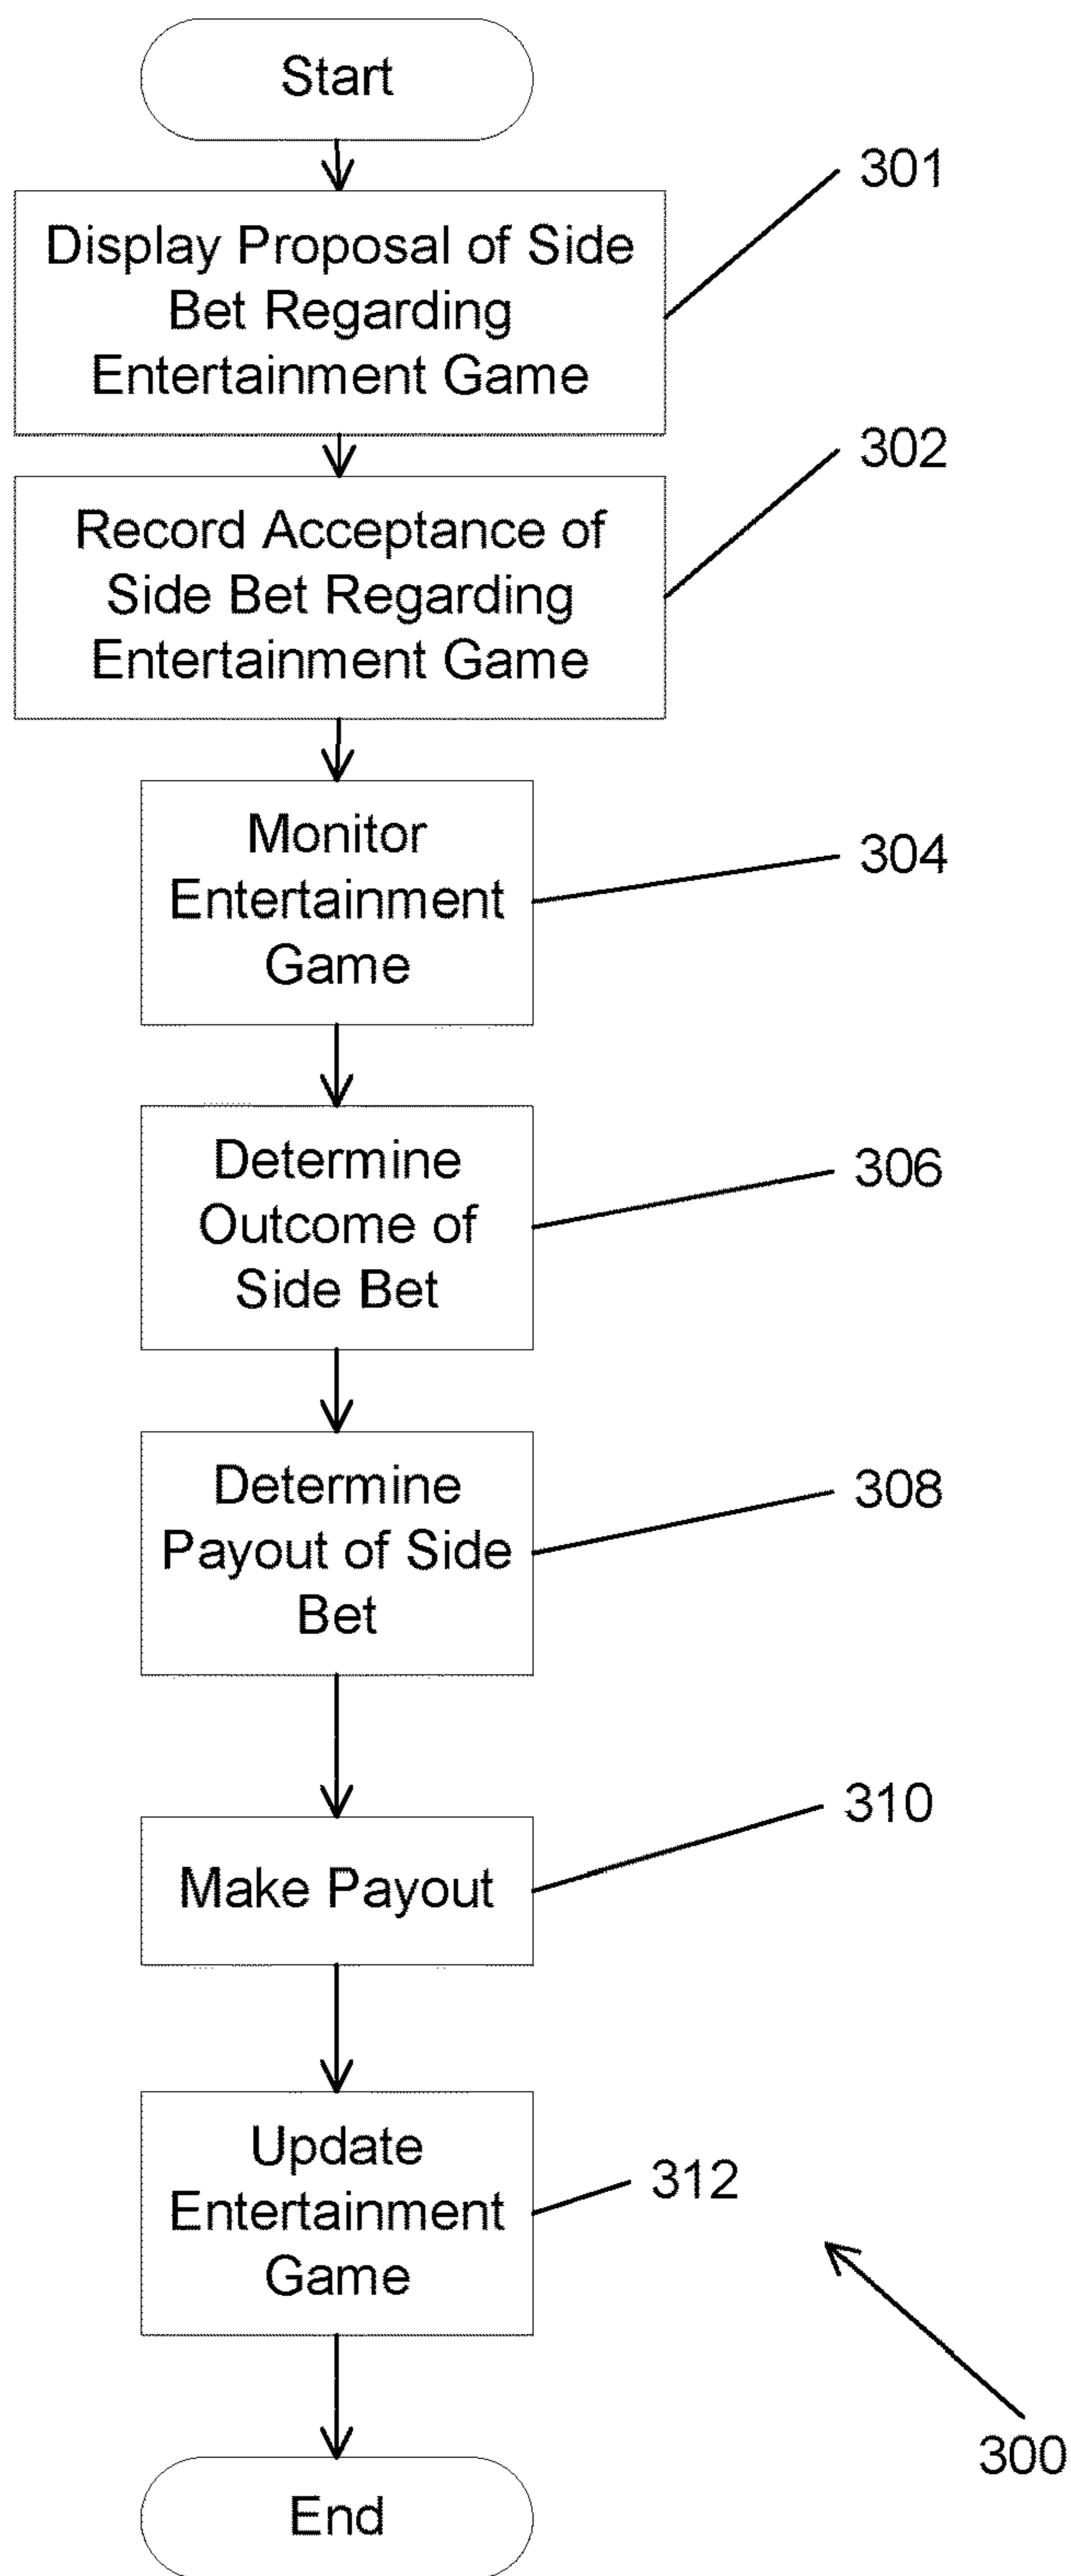 Start
301
Display Proposal of Side
Bet Regarding
Entertainment Game
302
Record Acceptance of
Side Bet Regarding
Entertainment Game
Monitor
Entertainment
Game
304
Determine
Outcome of
Side Bet
306
Determine
Payout of Side
Bet
308
Make Payout
310
Update
Entertainment
Game
312
300
End